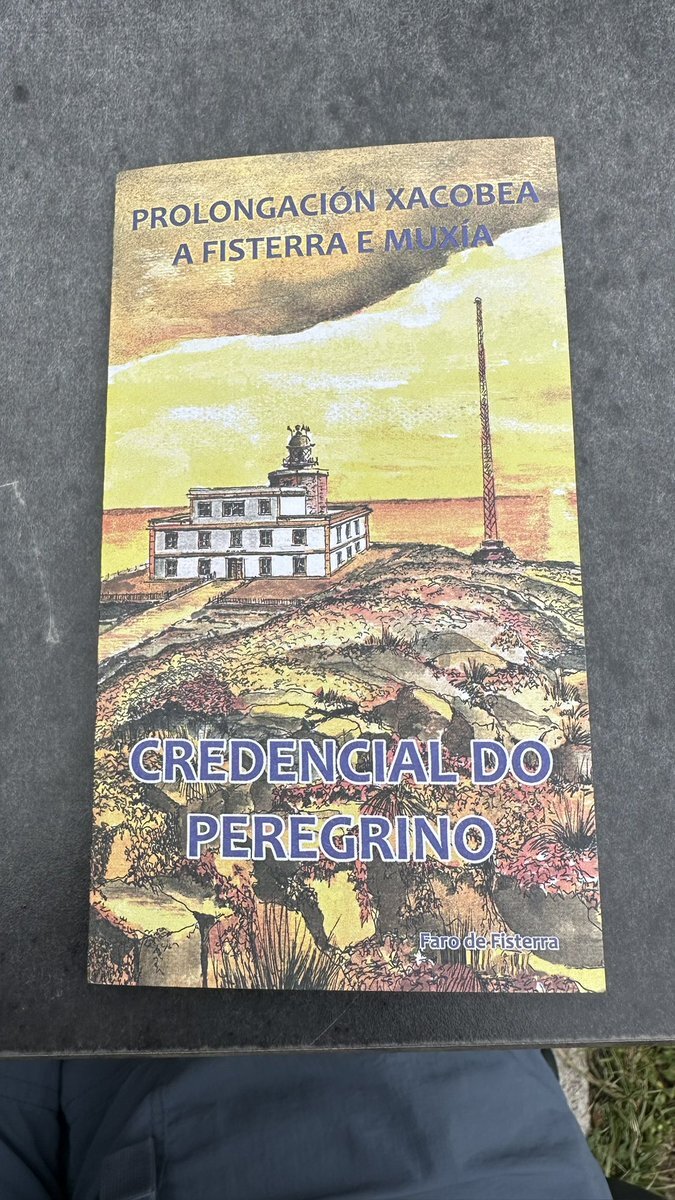 PROLONGACIÓN XACOBEA
A FISTERRA E MUXÍA
CREDENCIAL DO
PEREGRINO
Faro de Fisterra